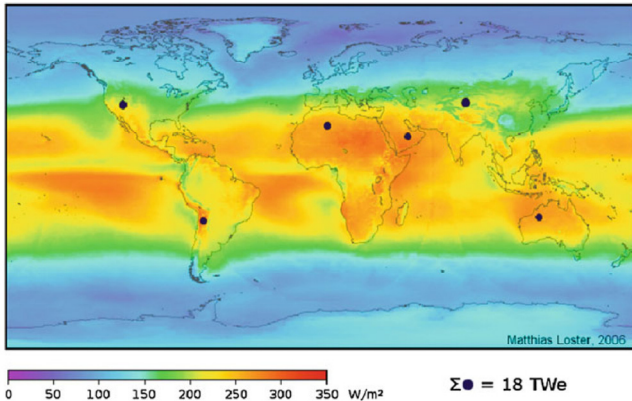 Matthias Loster, 2006
0 50 100 150 200 250 300 350 W/m²
Σ● = 18 TWe